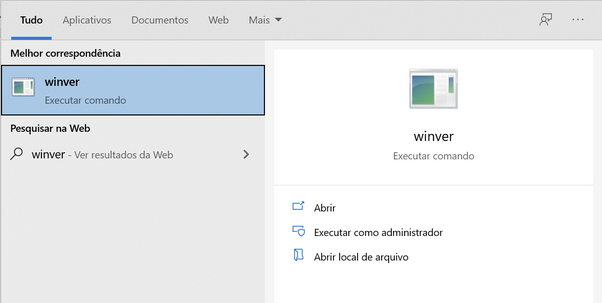 Tudo Aplicativos Documentos Web Mais
Melhor correspondência
winver
Executar comando
Pesquisar na Web
winver - Ver resultados da Web
winver
Executar comando
Abrir
Executar como administrador
Abrir local de arquivo